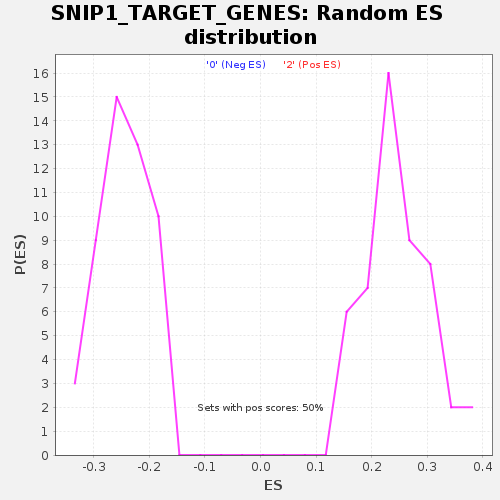 SNIP1_TARGET_GENES: Random ES
distribution
'0' (Neg ES) '2' (Pos ES)
16
15
14
13
12
11
10
9
8
7
6
5
4
3
2
1
0
P(ES)
Sets with pos scores: 50%
-0.3 -0.2 -0.1 0.0 0.1 0.2 0.3 0.4
ES